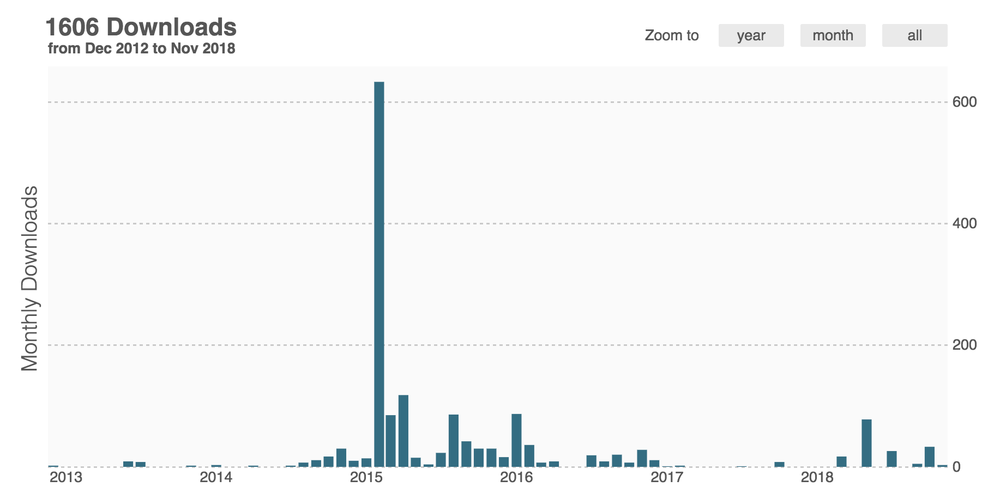 1606 Downloads
from Dec 2012 to Nov 2018
Zoom to
year
month
all
Monthly Downloads
600
400
200
0
2013
2014
2015
2016
2017
2018